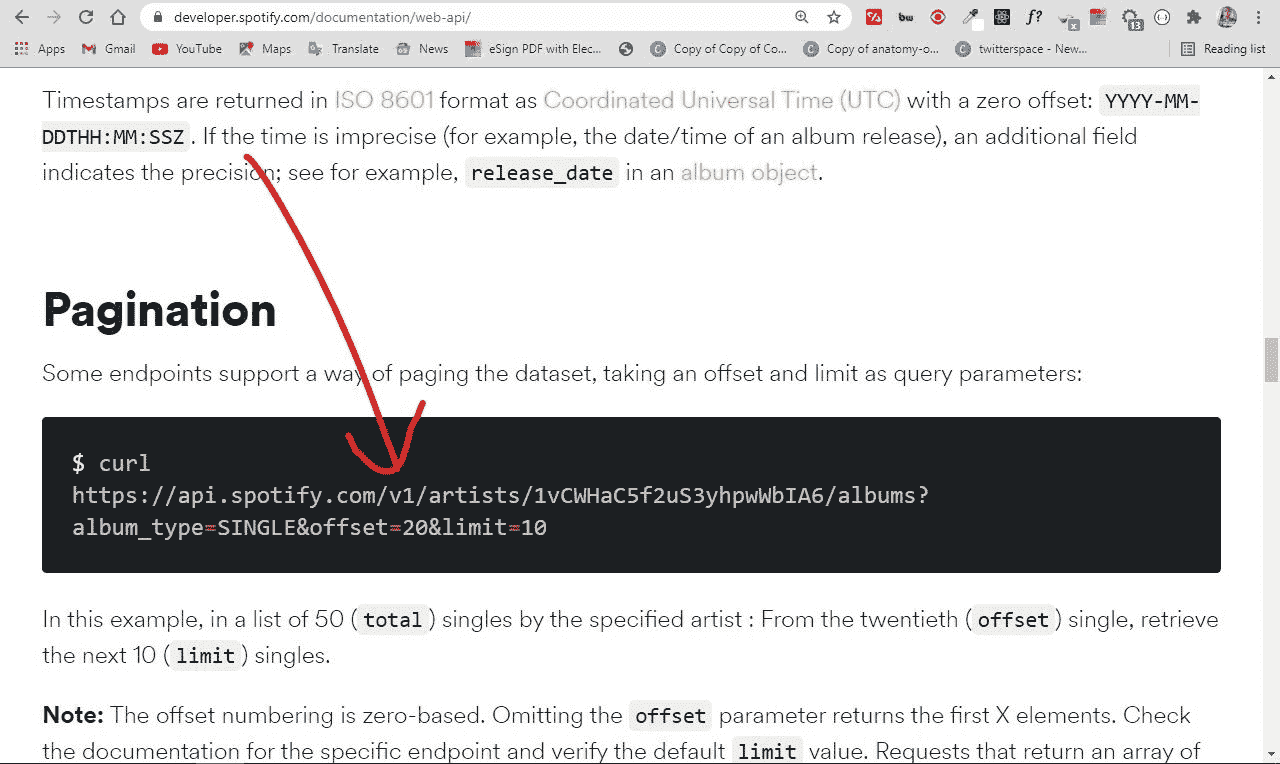 developer.spotify.com/documentation/web-api/
bw
f?
x
13
Apps
Gmail
YouTube
Maps
Translate
News
eSign PDF with Elec...
Copy of Copy of Co...
Copy of anatomy-o...
twitterspace - New...
Reading list
Timestamps are returned in ISO 8601 format as Coordinated Universal Time (UTC) with a zero offset: YYYY-MM-
DDTHH:MM:SSZ . If the time is imprecise (for example, the date/time of an album release), an additional field
indicates the precision; see for example, release_date in an album object.
Pagination
Some endpoints support a way of paging the dataset, taking an offset and limit as query parameters:
$ curl
https://api.spotify.com/v1/artists/1vCWHaC5f2uS3yhpwWbIA6/albums?
album_type=SINGLE&offset=20&limit=10
In this example, in a list of 50 ( total ) singles by the specified artist : From the twentieth ( offset ) single, retrieve
the next 10 ( limit ) singles.
Note: The offset numbering is zero-based. Omitting the offset parameter returns the first X elements. Check
the documentation for the specific endpoint and verify the default limit value. Requests that return an array of